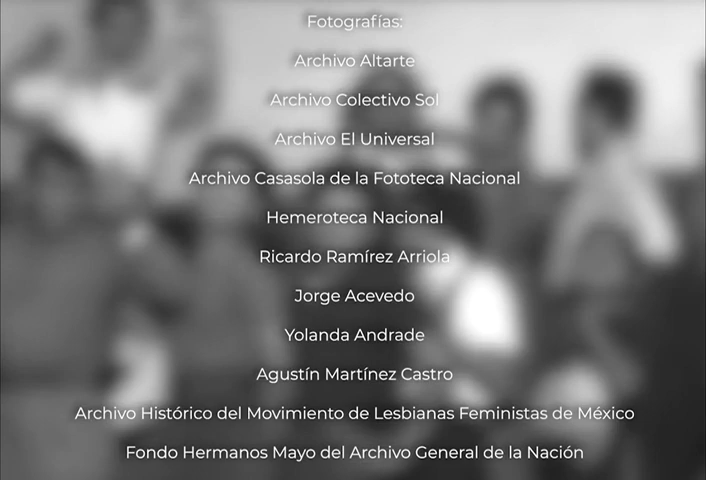 Fotografías:
Archivo Altarte
Archivo Colectivo Sol
Archivo El Universal
Archivo Casasola de la Fototeca Nacional
Hemeroteca Nacional
Ricardo Ramírez Arriola
Jorge Acevedo
Yolanda Andrade
Agustín Martínez Castro
Archivo Histórico del Movimiento de Lesbianas Feministas de México
Fondo Hermanos Mayo del Archivo General de la Nación